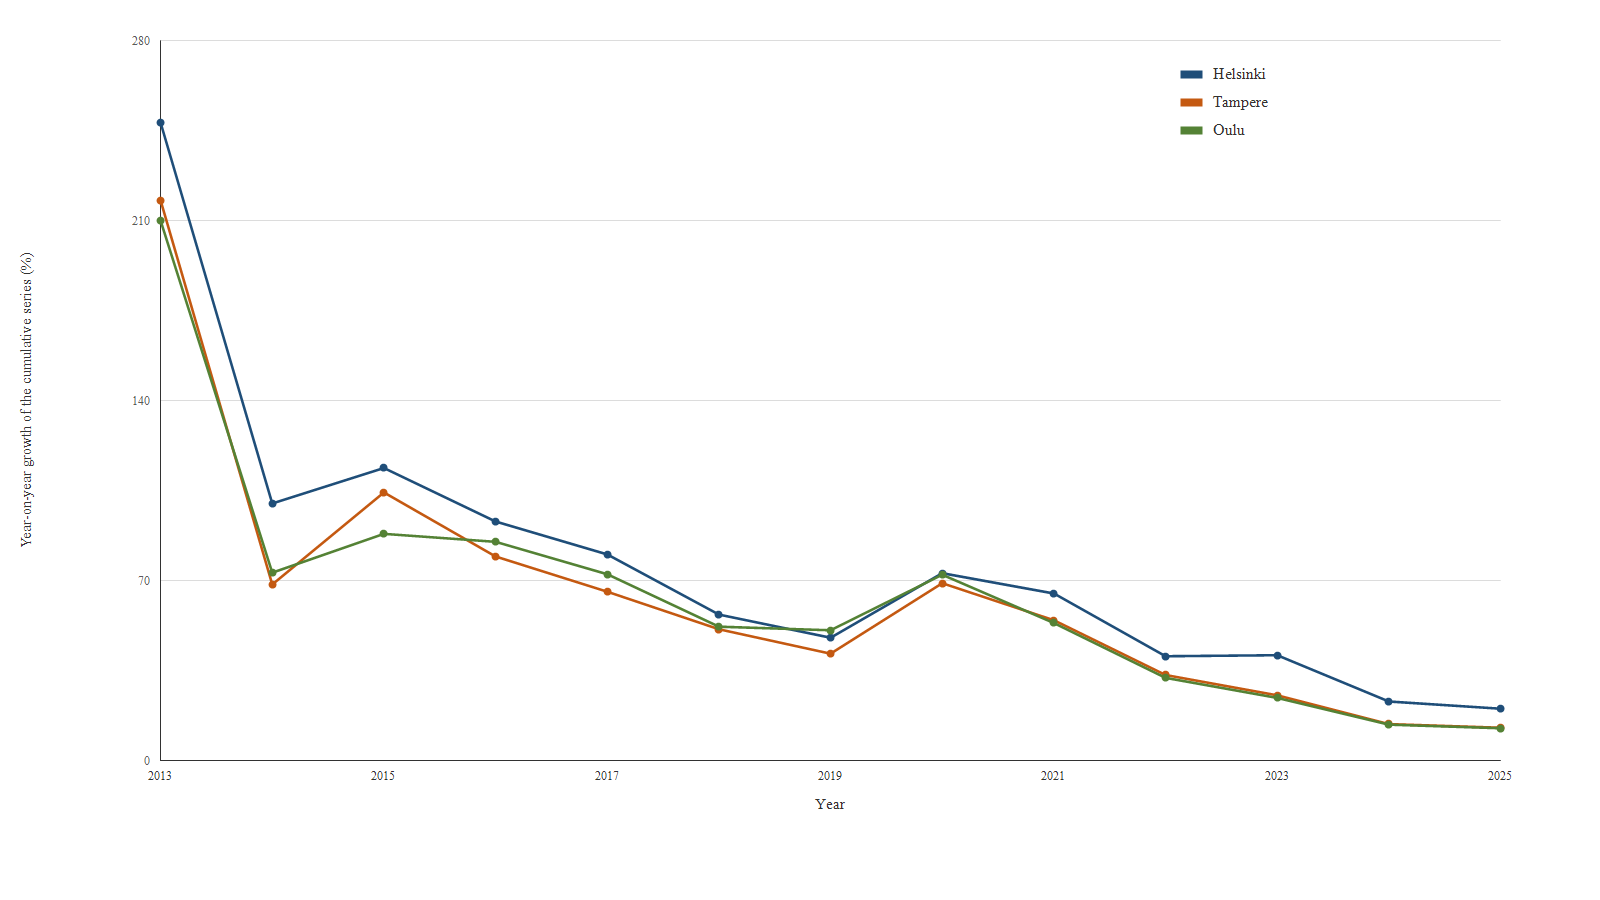 280
210
140
70
0
Year-on-year growth of the cumulative series (%)
Helsinki
Tampere
Oulu
2013 2015 2017 2019 2021 2023 2025
Year